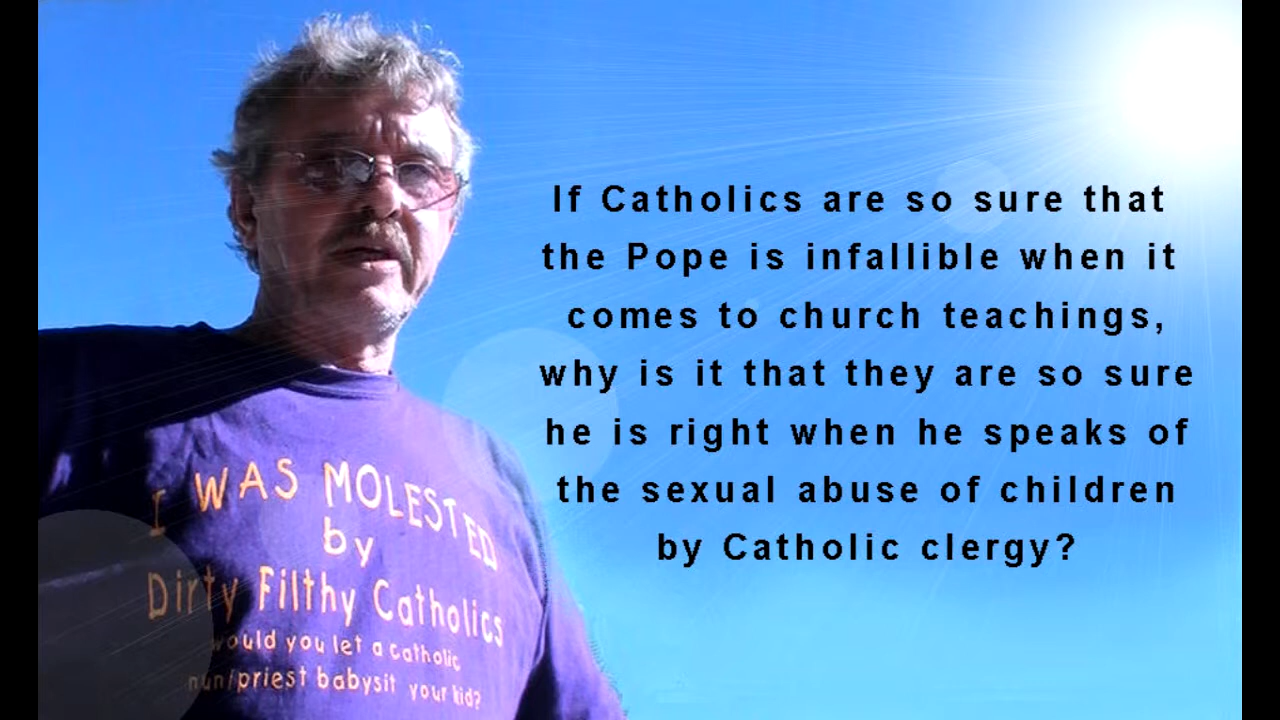 If Catholics are so sure that
the Pope is infallible when it
comes to church teachings,
why is it that they are so sure
he is right when he speaks of
the sexual abuse of children
by Catholic clergy?
I WAS MOLESTED
by
Dirty Filthy Catholics
would you let a catholic
nun/priest babysit your kid?